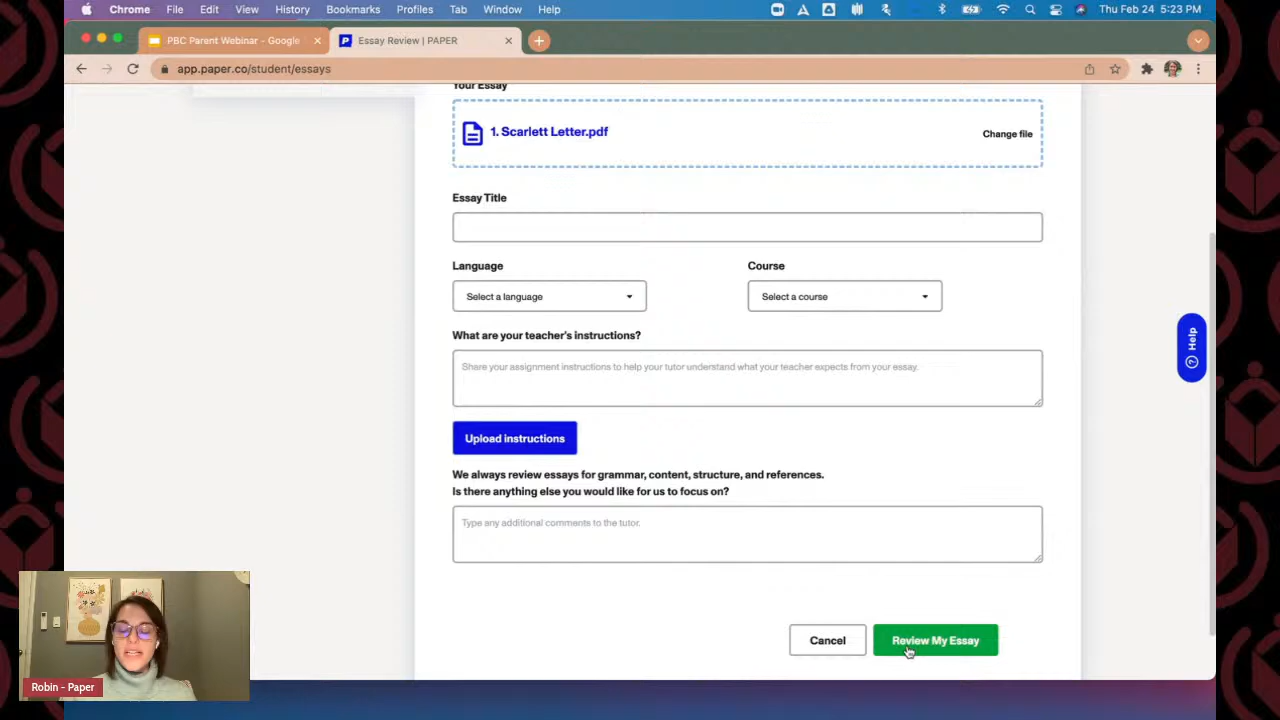 Chrome File Edit View History Bookmarks Profiles Tab Window Help Thu Feb 24 5:23 PM
PBC Parent Webinar - Google
Essay Review | PAPER
app.paper.co/student/essays
Your Essay
1. Scarlett Letter.pdf
Change file
Essay Title
Language Course
Select a language Select a course
What are your teacher's instructions?
Share your assignment instructions to help your tutor understand what your teacher expects from your essay.
Help
Upload instructions
We always review essays for grammar, content, structure, and references.
Is there anything else you would like for us to focus on?
Type any additional comments to the tutor.
Cancel Review My Essay
Robin - Paper